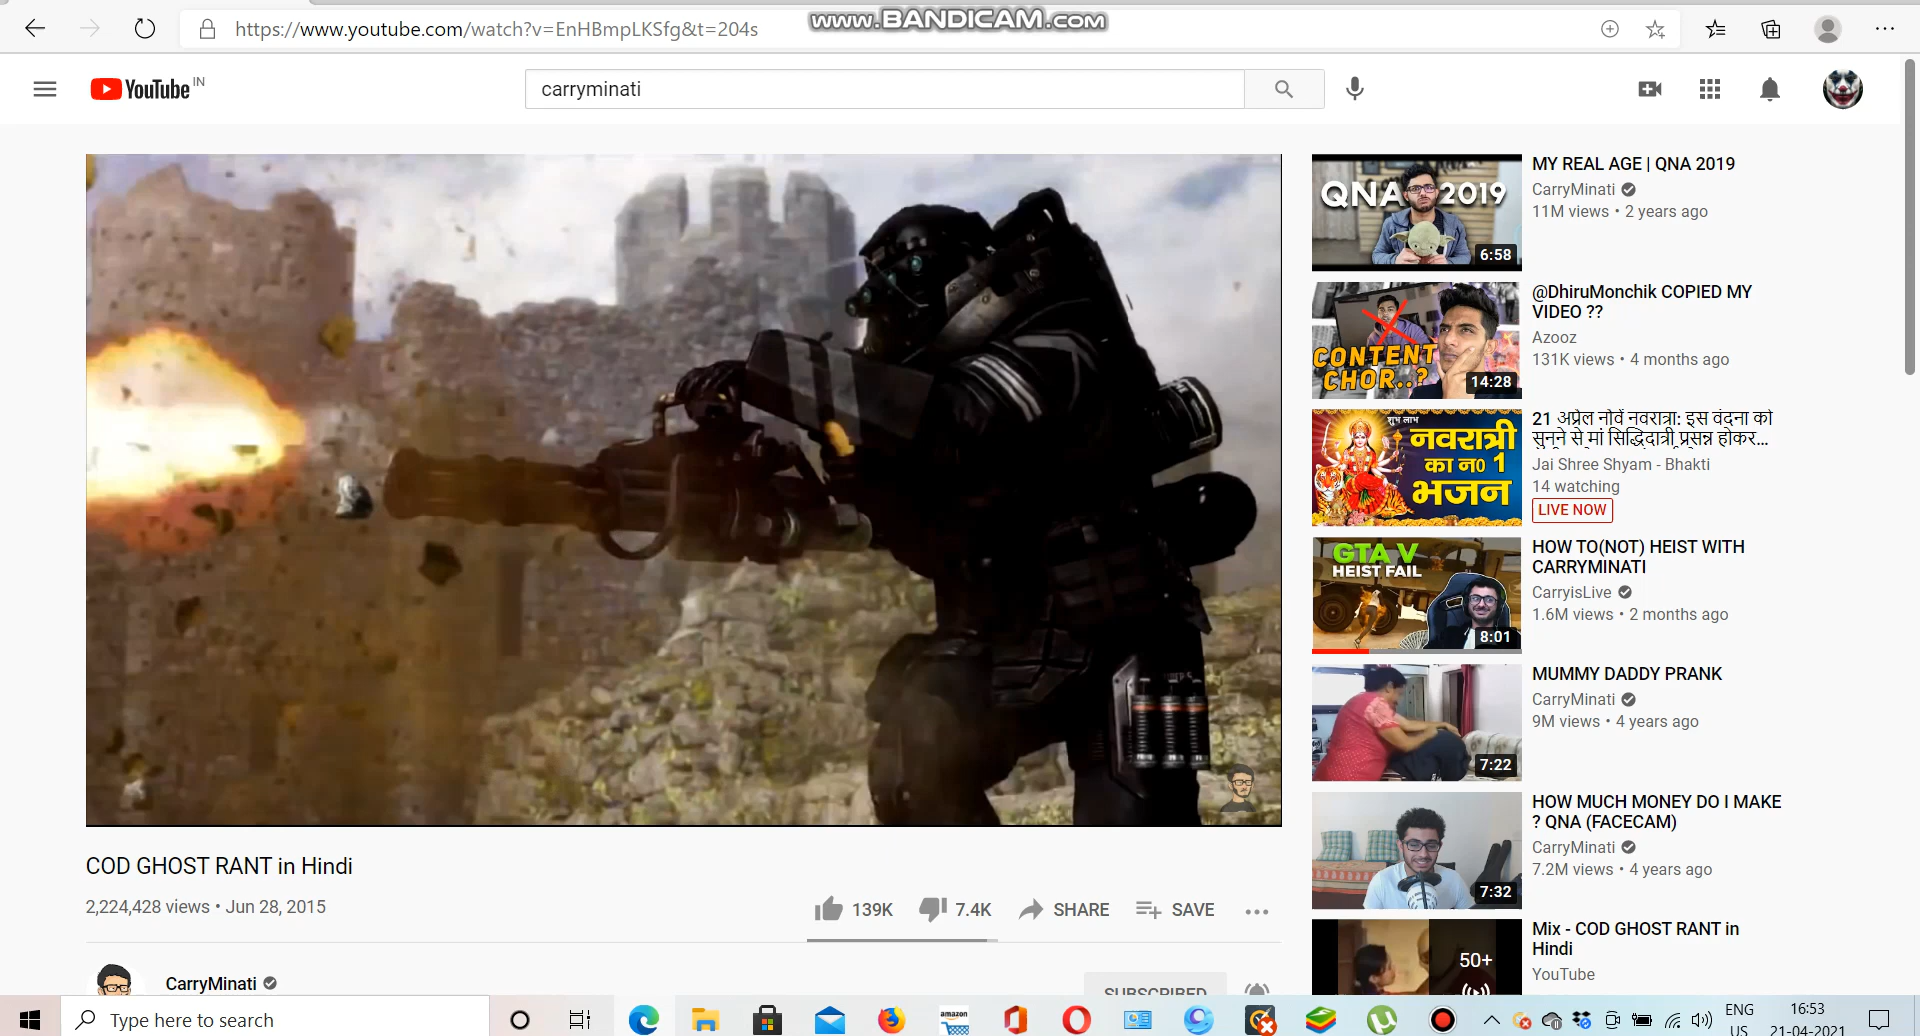 https://www.youtube.com/watch?v=EnHBmpLKSfg&t=204s
www.BANDICAM.com
YouTube IN
carryminati
QNA 2019
6:58
MY REAL AGE | QNA 2019
CarryMinati
11M views • 2 years ago
CONTENT
CHOR..?
14:28
@DhiruMonchik COPIED MY
VIDEO ??
Azooz
131K views • 4 months ago
शुभ लाभ
नवरात्री
का न0 1
भजन
21 अप्रेल नोवें नवरात्रा: इस वंदना को
सुनने से मां सिद्धिदात्री प्रसन्न होकर...
Jai Shree Shyam - Bhakti
14 watching
LIVE NOW
GTA V
HEIST FAIL
8:01
HOW TO(NOT) HEIST WITH
CARRYMINATI
CarryisLive
1.6M views • 2 months ago
7:22
MUMMY DADDY PRANK
CarryMinati
9M views • 4 years ago
7:32
HOW MUCH MONEY DO I MAKE
? QNA (FACECAM)
CarryMinati
7.2M views • 4 years ago
50+
Mix - COD GHOST RANT in
Hindi
YouTube
COD GHOST RANT in Hindi
2,224,428 views • Jun 28, 2015
139K
7.4K
SHARE
SAVE
CarryMinati
SUBSCRIBED
Type here to search
amazon
ENG
US
16:53
21-04-2021